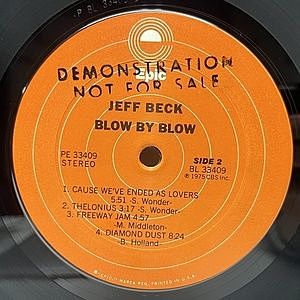 DEMONSTRATION
NOT FOR SALE
Epic
JEFF BECK
BLOW BY BLOW
PE 33409
STEREO
SIDE 2
BL 33409
℗ 1975 CBS Inc.
1. CAUSE WE'VE ENDED AS LOVERS
5:51 -S. Wonder-
2. THELONIUS 3:17 -S. Wonder-
3. FREEWAY JAM 4:57
-M. Middleton-
4. DIAMOND DUST 8:24
-B. Holland-